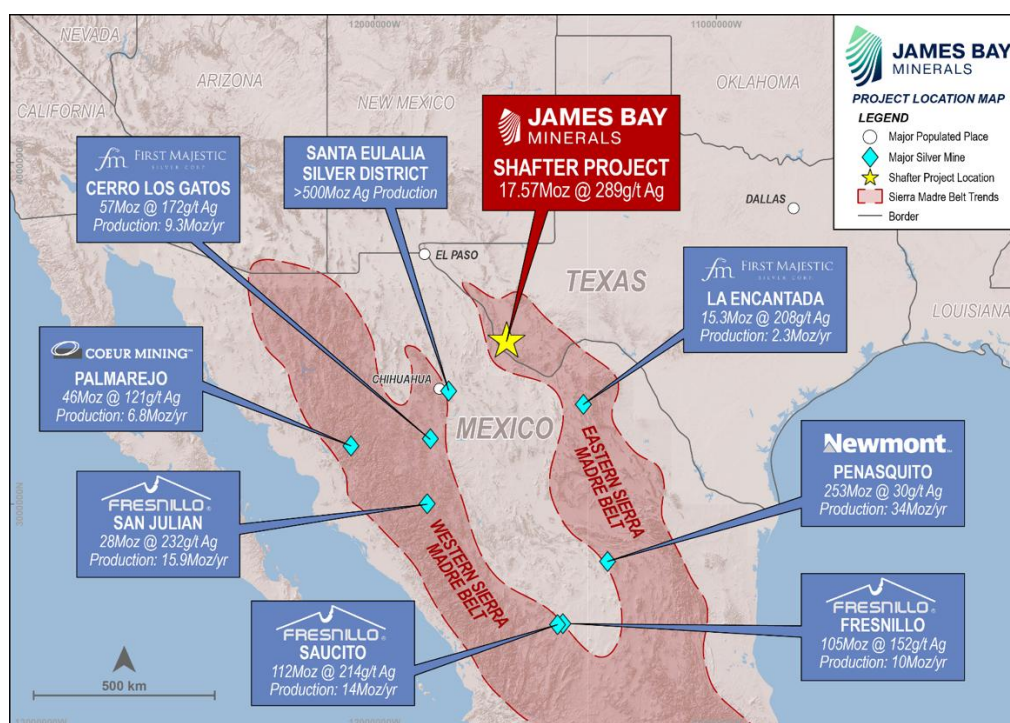 NEVADA
CALIFORNIA
ARIZONA
NEW MEXICO
OKLAHOMA
TEXAS
LOUISIANA
MEXICO
12000000W
11000000W
3000000N
12000000W
JAMES BAY
MINERALS
PROJECT LOCATION MAP
LEGEND
Major Populated Place
Major Silver Mine
Shafter Project Location
Sierra Madre Belt Trends
Border
fm FIRST MAJESTIC
SILVER CORP
CERRO LOS GATOS
57Moz @ 172g/t Ag
Production: 9.3Moz/yr
SANTA EULALIA
SILVER DISTRICT
>500Moz Ag Production
JAMES BAY
MINERALS
SHAFTER PROJECT
17.57Moz @ 289g/t Ag
DALLAS
EL PASO
CHIHUAHUA
fm FIRST MAJESTIC
SILVER CORP
LA ENCANTADA
15.3Moz @ 208g/t Ag
Production: 2.3Moz/yr
COEUR MINING™
PALMAREJO
46Moz @ 121g/t Ag
Production: 6.8Moz/yr
Newmont™
PENASQUITO
253Moz @ 30g/t Ag
Production: 34Moz/yr
FRESNILLO®
SAN JULIAN
28Moz @ 232g/t Ag
Production: 15.9Moz/yr
EASTERN SIERRA
MADRE BELT
WESTERN SIERRA
MADRE BELT
FRESNILLO®
SAUCITO
112Moz @ 214g/t Ag
Production: 14Moz/yr
FRESNILLO®
FRESNILLO
105Moz @ 152g/t Ag
Production: 10Moz/yr
500 km